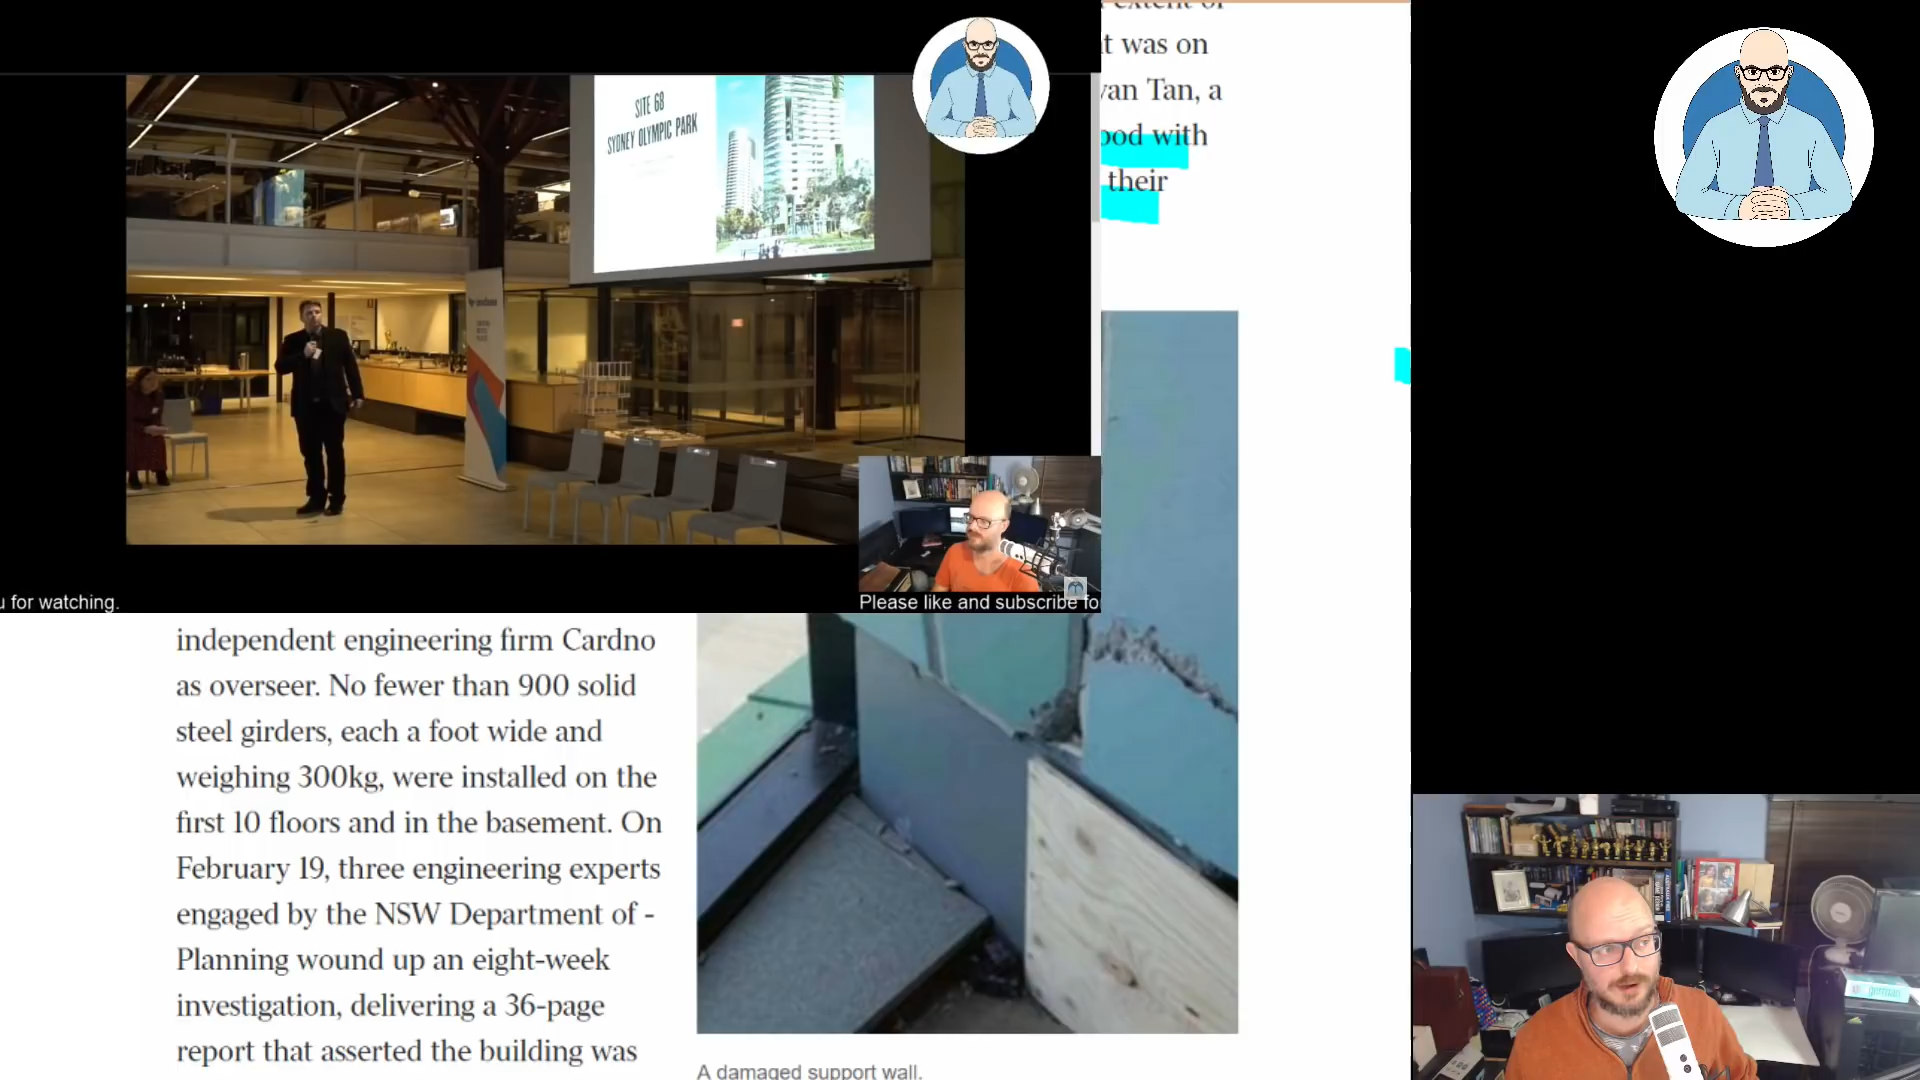 SITE 68
SYDNEY OLYMPIC PARK
t was on
van Tan, a
ood with
their
u for watching.
Please like and subscribe fo
independent engineering firm Cardno
as overseer. No fewer than 900 solid
steel girders, each a foot wide and
weighing 300kg, were installed on the
first 10 floors and in the basement. On
February 19, three engineering experts
engaged by the NSW Department of -
Planning wound up an eight-week
investigation, delivering a 36-page
report that asserted the building was
A damaged support wall.
german